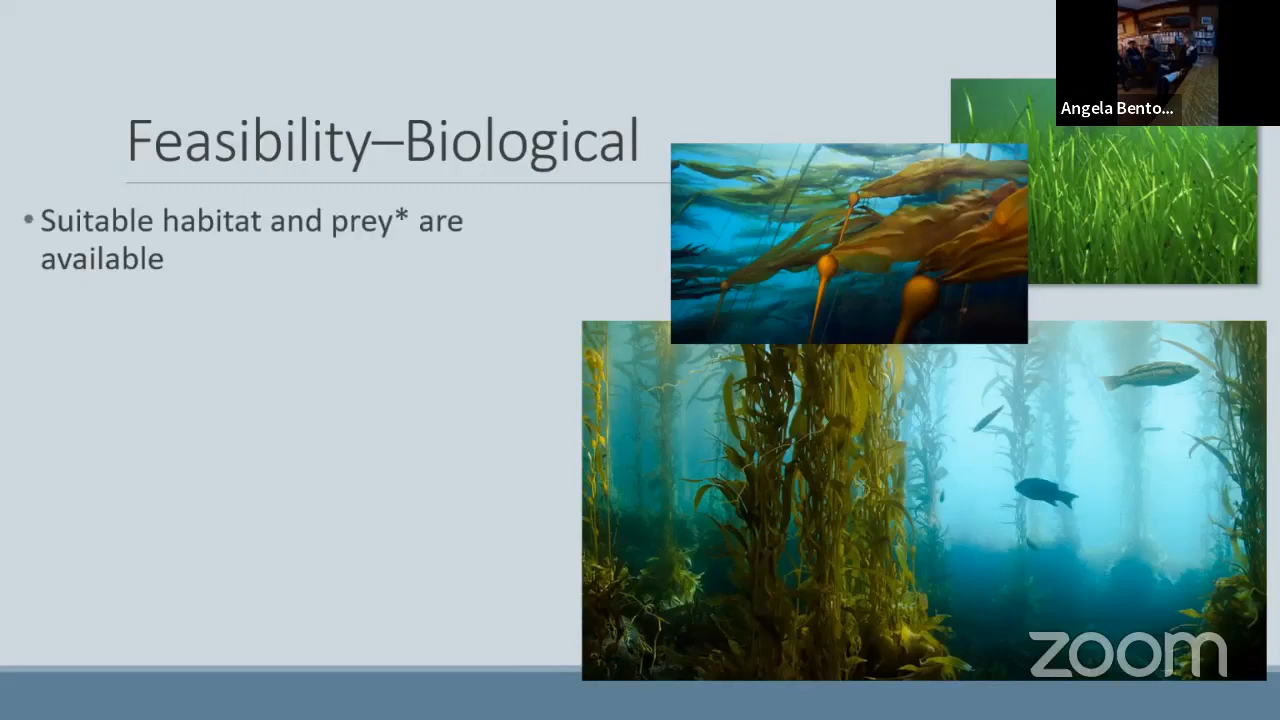 Feasibility–Biological
• Suitable habitat and prey* are
available
Angela Bento...
zoom